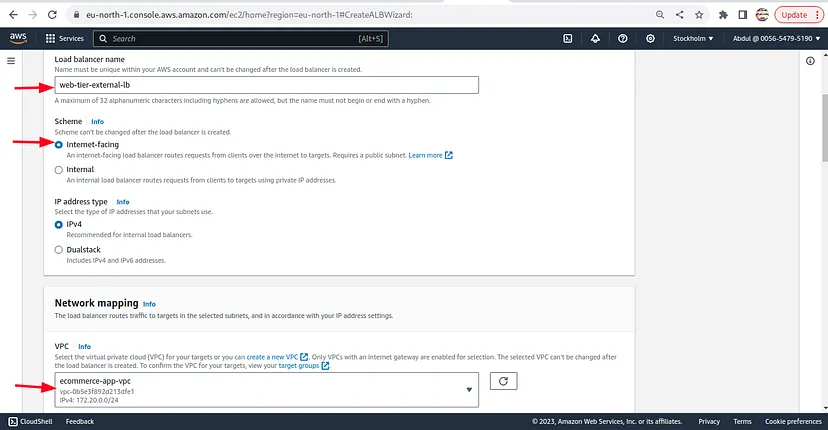 eu-north-1.console.aws.amazon.com/ec2/home?region=eu-north-1#CreateALBWizard:
Update
aws
Services
Search
[Alt+S]
Stockholm
Abdul @ 0056-5479-5190
Load balancer name
Name must be unique within your AWS account and can't be changed after the load balancer is created.
web-tier-external-lb
A maximum of 32 alphanumeric characters including hyphens are allowed, but the name must not begin or end with a hyphen.
Scheme Info
Scheme can't be changed after the load balancer is created.
Internet-facing
An internet-facing load balancer routes requests from clients over the internet to targets. Requires a public subnet. Learn more
Internal
An internal load balancer routes requests from clients to targets using private IP addresses.
IP address type Info
Select the type of IP addresses that your subnets use.
IPv4
Recommended for internal load balancers.
Dualstack
Includes IPv4 and IPv6 addresses.
Network mapping Info
The load balancer routes traffic to targets in the selected subnets, and in accordance with your IP address settings.
VPC Info
Select the virtual private cloud (VPC) for your targets or you can create a new VPC. Only VPCs with an internet gateway are enabled for selection. The selected VPC can't be changed after
the load balancer is created. To confirm the VPC for your targets, view your target groups.
ecommerce-app-vpc
vpc-0b5e3f892d213dfe1
IPv4: 172.20.0.0/24
CloudShell
Feedback
© 2023, Amazon Web Services, Inc. or its affiliates.
Privacy
Terms
Cookie preferences